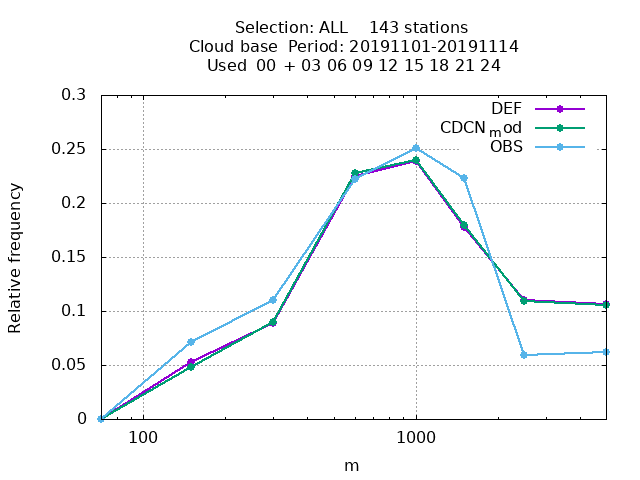 Selection: ALL    143 stations
Cloud base  Period: 20191101-20191114
Used  00  + 03 06 09 12 15 18 21 24
0.3
DEF
CDCNmod
OBS
0.25
0.2
0.15
0.1
0.05
0
Relative frequency
100
1000
m